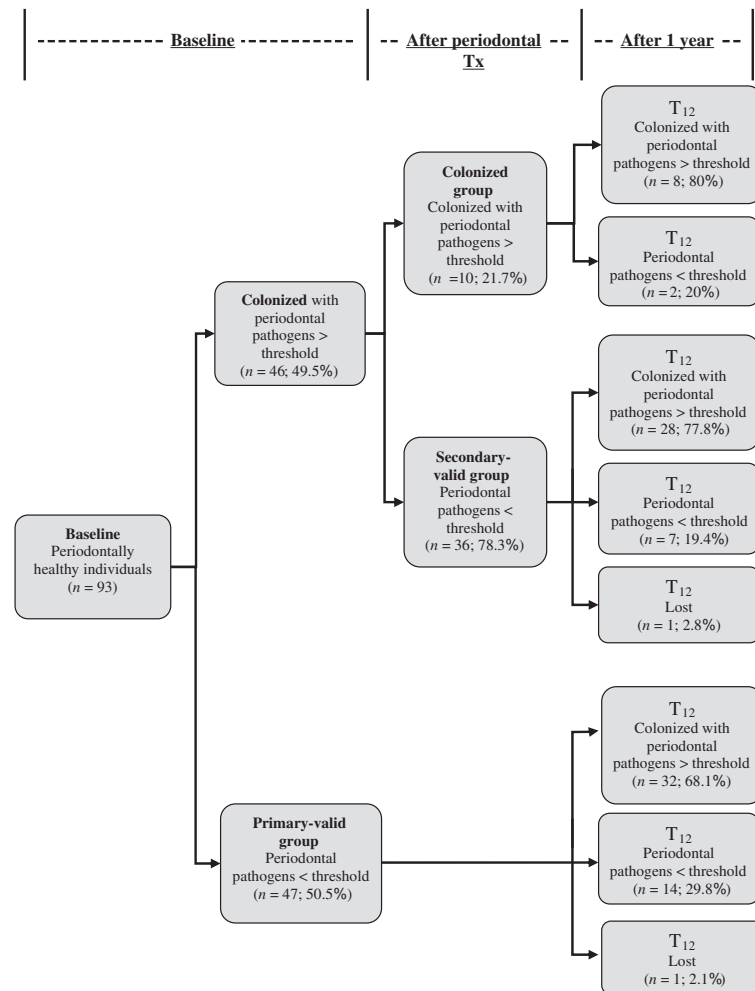 Baseline
After periodontal
Tx
After 1 year
T12
Colonized with
periodontal
pathogens > threshold
(n = 8; 80%)
Colonized
group
Colonized with
periodontal
pathogens >
threshold
(n =10; 21.7%)
T12
Periodontal
pathogens < threshold
(n = 2; 20%)
Colonized with
periodontal
pathogens >
threshold
(n = 46; 49.5%)
T12
Colonized with
periodontal
pathogens > threshold
(n = 28; 77.8%)
Secondary-
valid group
Periodontal
pathogens <
threshold
(n = 36; 78.3%)
T12
Periodontal
pathogens < threshold
(n = 7; 19.4%)
Baseline
Periodontally
healthy individuals
(n = 93)
T12
Lost
(n = 1; 2.8%)
T12
Colonized with
periodontal
pathogens > threshold
(n = 32; 68.1%)
Primary-valid
group
Periodontal
pathogens < threshold
(n = 47; 50.5%)
T12
Periodontal
pathogens < threshold
(n = 14; 29.8%)
T12
Lost
(n = 1; 2.1%)